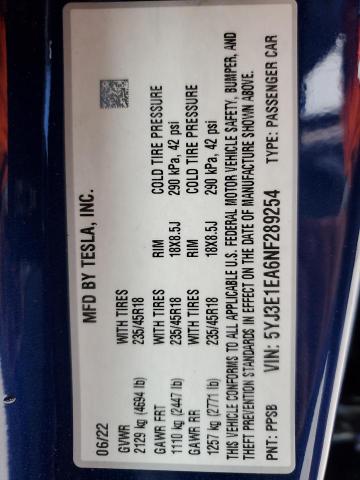 MFD BY TESLA, INC.
06/22
GVWR WITH TIRES RIM COLD TIRE PRESSURE
2129 kg (4694 lb) 235/45R18 18X8.5J 290 kPa, 42 psi
GAWR FRT WITH TIRES RIM COLD TIRE PRESSURE
1110 kg (2447 lb) 235/45R18 18X8.5J 290 kPa, 42 psi
GAWR RR
1257 kg (2771 lb)
THIS VEHICLE CONFORMS TO ALL APPLICABLE U.S. FEDERAL MOTOR VEHICLE SAFETY, BUMPER, AND
THEFT PREVENTION STANDARDS IN EFFECT ON THE DATE OF MANUFACTURE SHOWN ABOVE.
PNT: PPSB VIN: 5YJ3E1EA6NF289254 TYPE: PASSENGER CAR